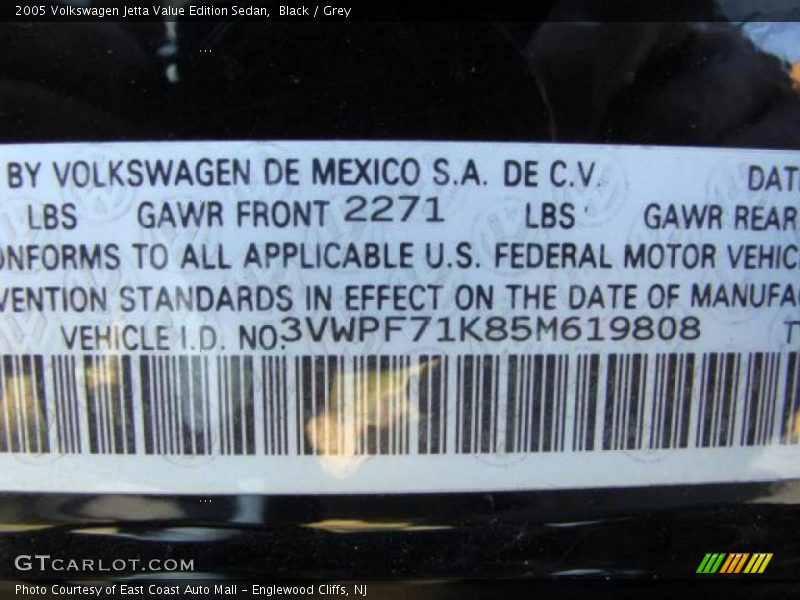 2005 Volkswagen Jetta Value Edition Sedan, Black / Grey
BY VOLKSWAGEN DE MEXICO S.A. DE C.V. DAT
LBS GAWR FRONT 2271 LBS GAWR REAR
ONFORMS TO ALL APPLICABLE U.S. FEDERAL MOTOR VEHIC
VENTION STANDARDS IN EFFECT ON THE DATE OF MANUFA
VEHICLE I.D. NO. 3VWPF71K85M619808 T
GTCARLOT.COM
Photo Courtesy of East Coast Auto Mall - Englewood Cliffs, NJ